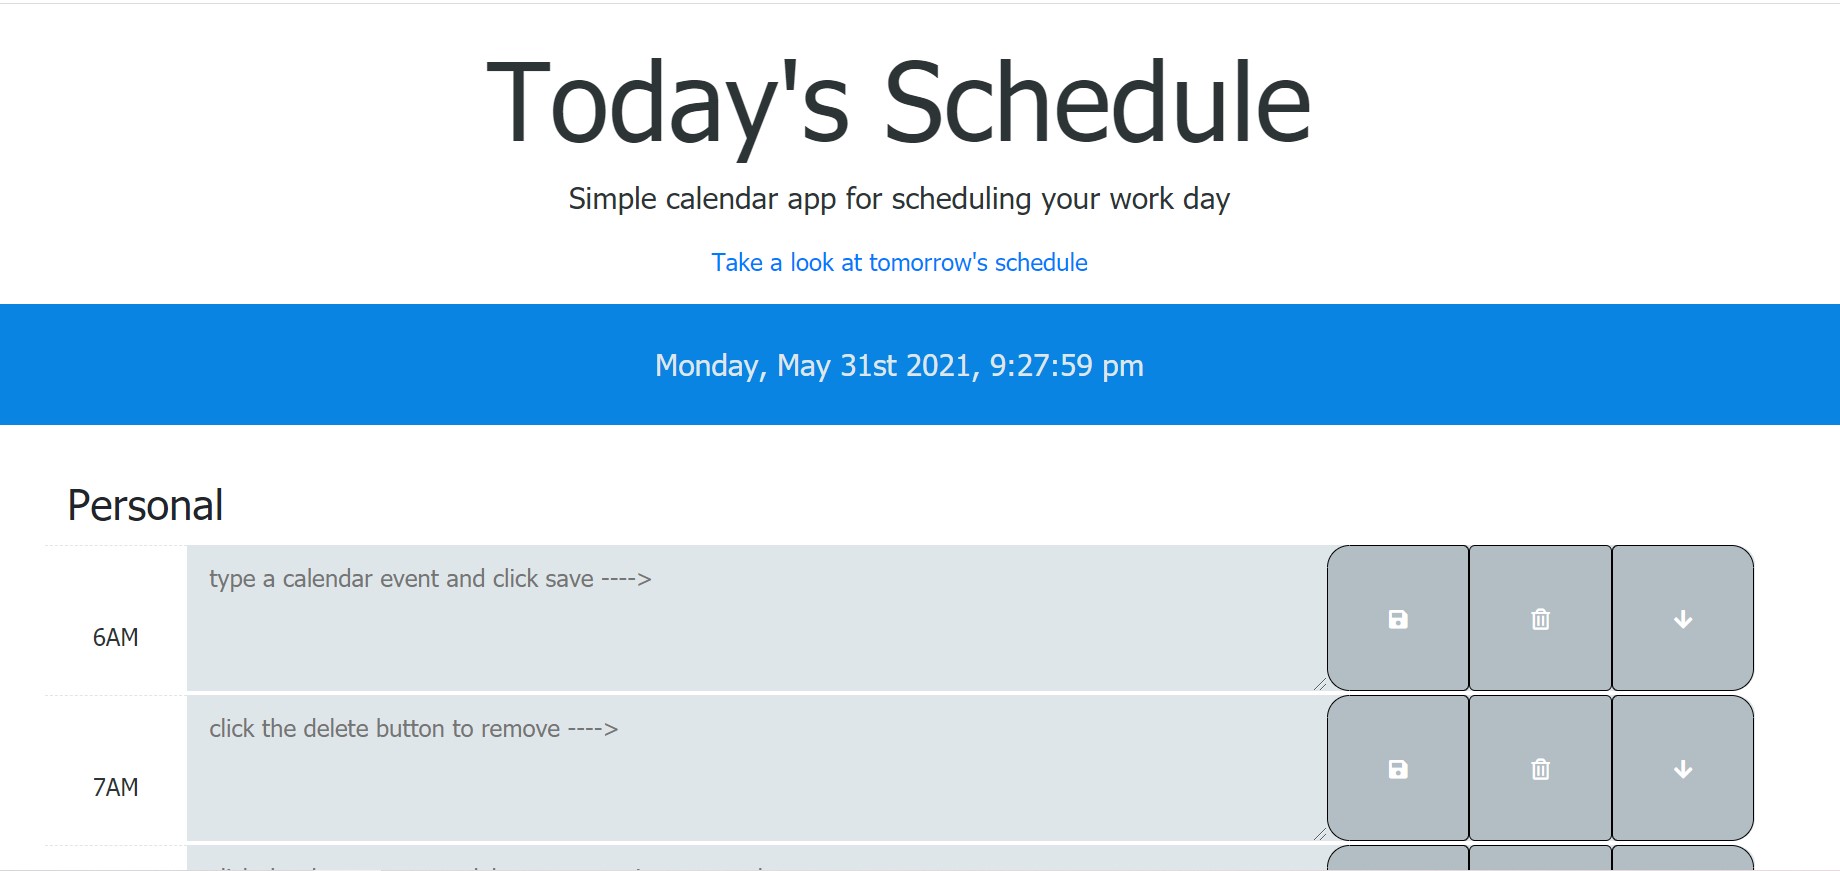 Today's Schedule
Simple calendar app for scheduling your work day
Take a look at tomorrow's schedule
Monday, May 31st 2021, 9:27:59 pm
Personal
type a calendar event and click save ---->
6AM
click the delete button to remove ---->
7AM